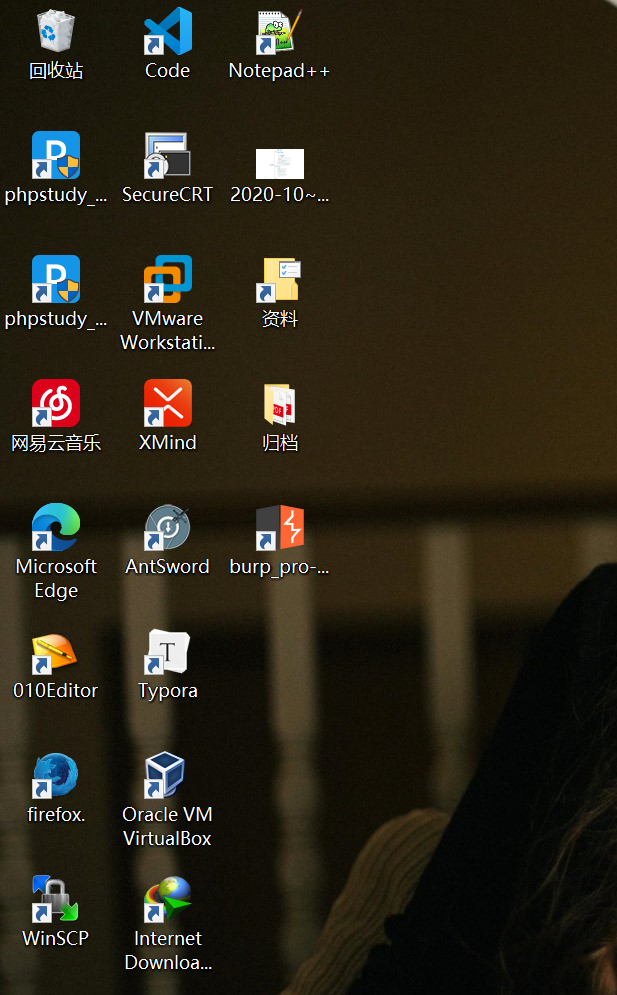 回收站
Code
Notepad++
phpstudy_...
SecureCRT
2020-10~...
phpstudy_...
VMware
Workstati...
资料
网易云音乐
XMind
归档
Microsoft
Edge
AntSword
burp_pro-...
010Editor
Typora
firefox.
Oracle VM
VirtualBox
WinSCP
Internet
Downloa...